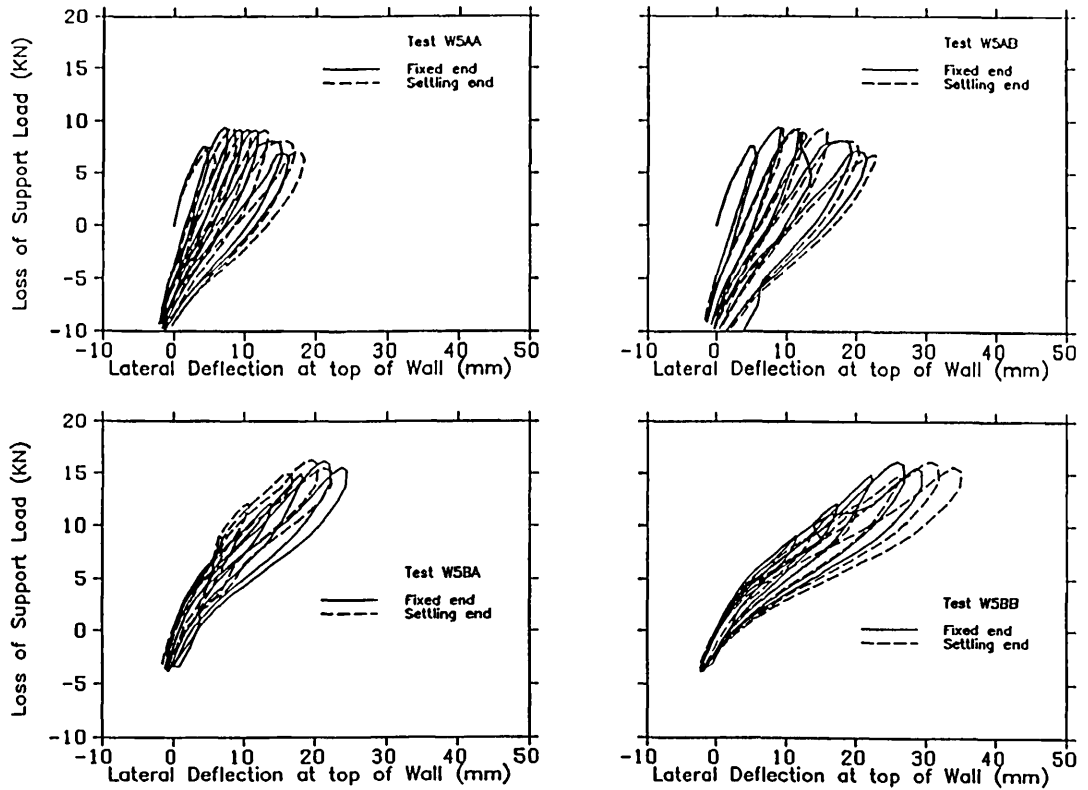 Loss of Support Load (KN)
20
15
10
5
0
-5
-10
Test W5AA
Fixed end
Settling end
-10 0 10 20 30 40 50
Lateral Deflection at top of Wall (mm)
Test W5AB
Fixed end
Settling end
-10 0 10 20 30 40 50
Lateral Deflection at top of Wall (mm)
Loss of Support Load (KN)
20
15
10
5
0
-5
-10
Test W5BA
Fixed end
Settling end
-10 0 10 20 30 40 50
Lateral Deflection at top of Wall (mm)
Test W5BB
Fixed end
Settling end
-10 0 10 20 30 40 50
Lateral Deflection at top of Wall (mm)